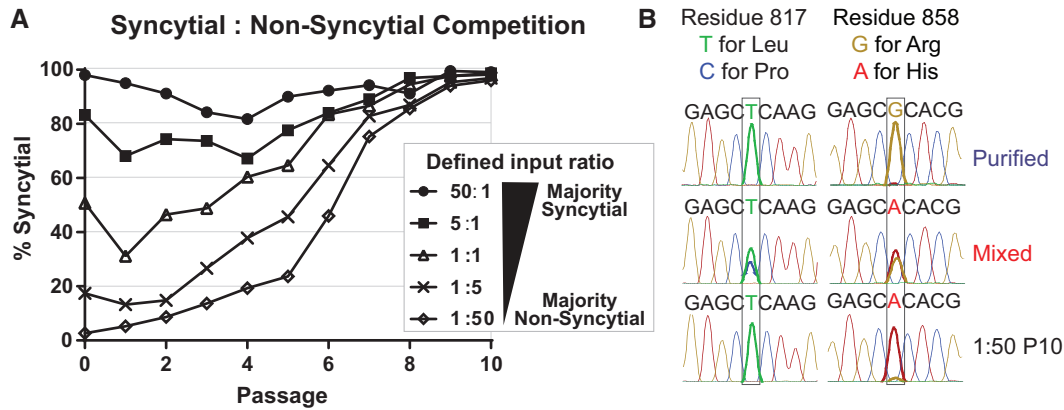 A
Syncytial : Non-Syncytial Competition
% Syncytial
100
80
60
40
20
0
0
2
4
6
8
10
Passage
Defined input ratio
50:1
5:1
1:1
1:5
1:50
Majority
Syncytial
Majority
Non-Syncytial
B
Residue 817
T for Leu
C for Pro
Residue 858
G for Arg
A for His
GAGCTCAAG
GAGCGCACG
Purified
GAGCTCAAG
GAGCACACG
Mixed
GAGCTCAAG
GAGCACACG
1:50 P10